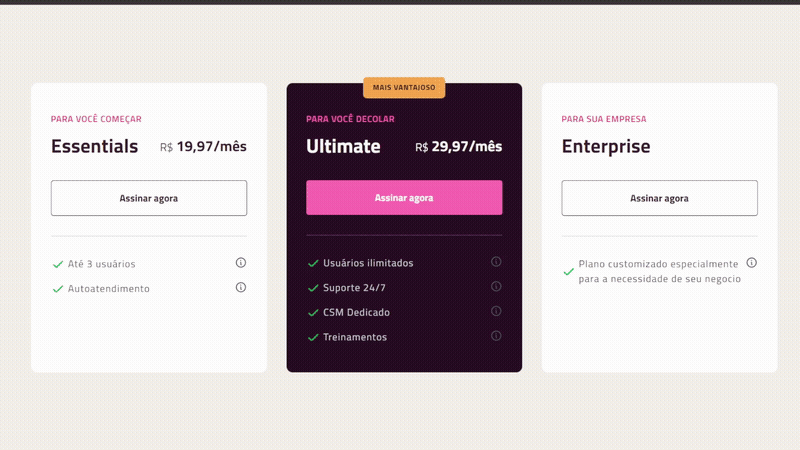 PARA VOCÊ COMEÇAR
Essentials
R$ 19,97/mês
Assinar agora
Até 3 usuários
Autoatendimento
MAIS VANTAJOSO
PARA VOCÊ DECOLAR
Ultimate
R$ 29,97/mês
Assinar agora
Usuários ilimitados
Suporte 24/7
CSM Dedicado
Treinamentos
PARA SUA EMPRESA
Enterprise
Assinar agora
Plano customizado especialmente
para a necessidade de seu negocio